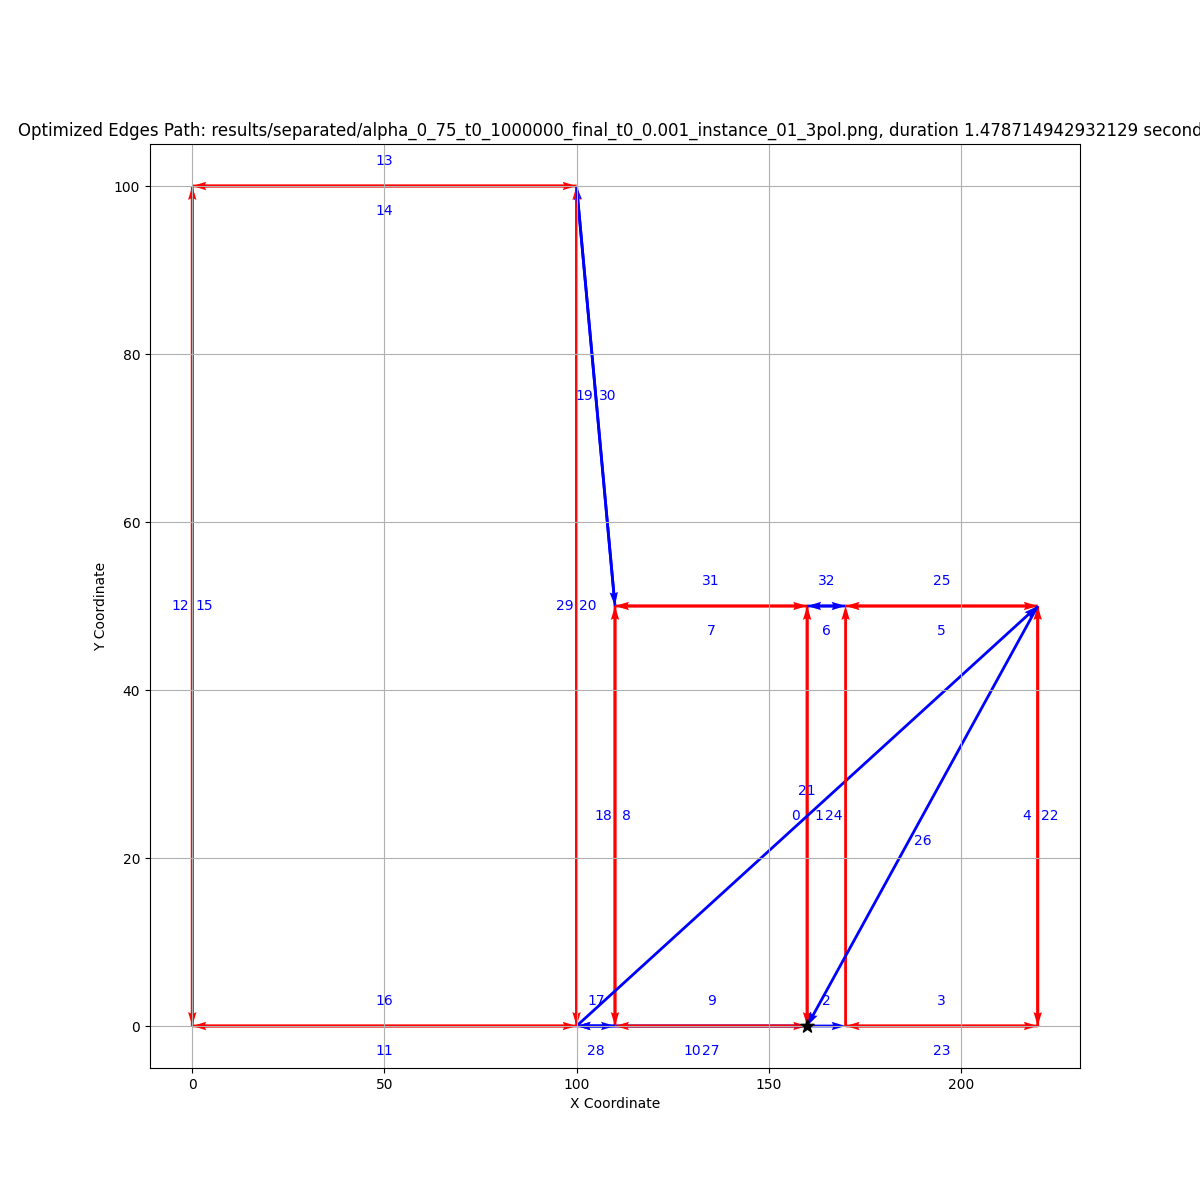 Optimized Edges Path: results/separated/alpha_0_75_t0_1000000_final_t0_0.001_instance_01_3pol.png, duration 1.478714942932129 second
13
100
14
80
19 30
60
31 32 25
12 15 29 20
7 6 5
Y Coordinate
40
21
18 8 0 1 24 4 22
26
20
16 17 9 2 3
0
11 28 10 27 23
0 50 100 150 200
X Coordinate